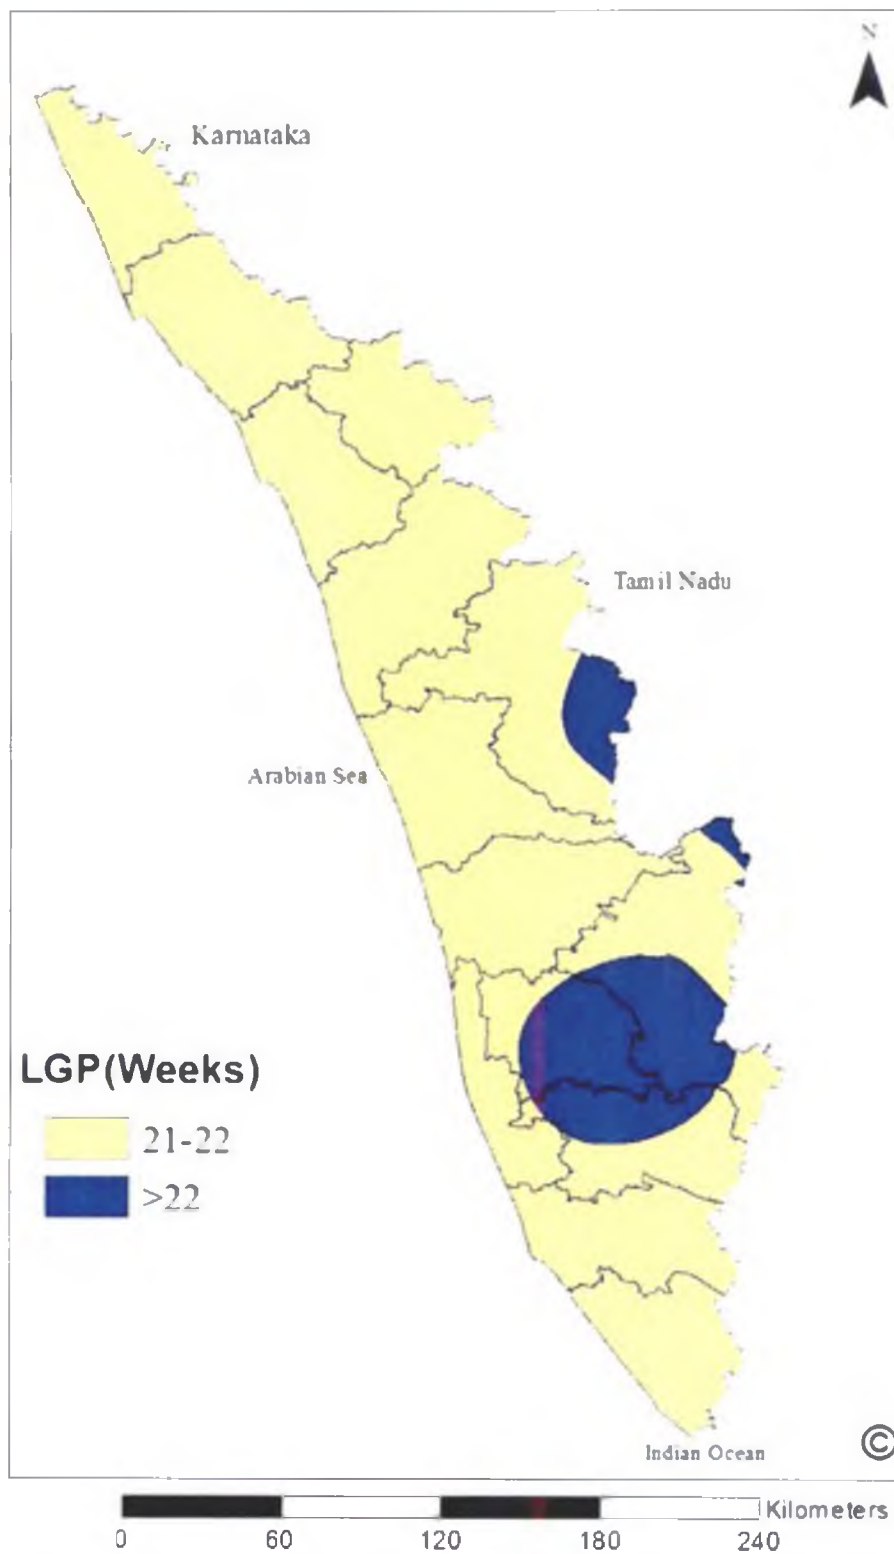 N
Karnataka
Tamil Nadu
Arabian Sea
LGP(Weeks)
21-22
>22
Indian Ocean
©
Kilometers
0 60 120 180 240